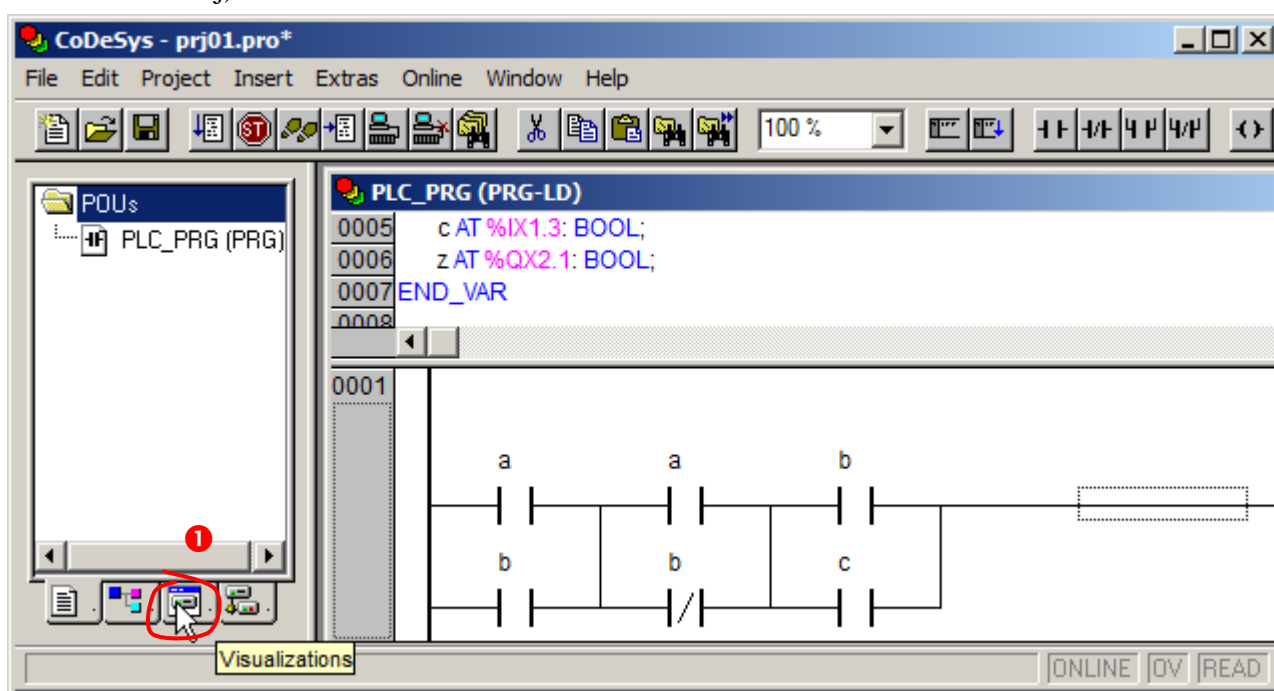 CoDeSys - prj01.pro*
File Edit Project Insert Extras Online Window Help
100 %
POUs
PLC_PRG (PRG)
PLC_PRG (PRG-LD)
0005 c AT %IX1.3: BOOL;
0006 z AT %QX2.1: BOOL;
0007 END_VAR
0008
0001
a a b
b b c
1
Visualizations
ONLINE OV READ